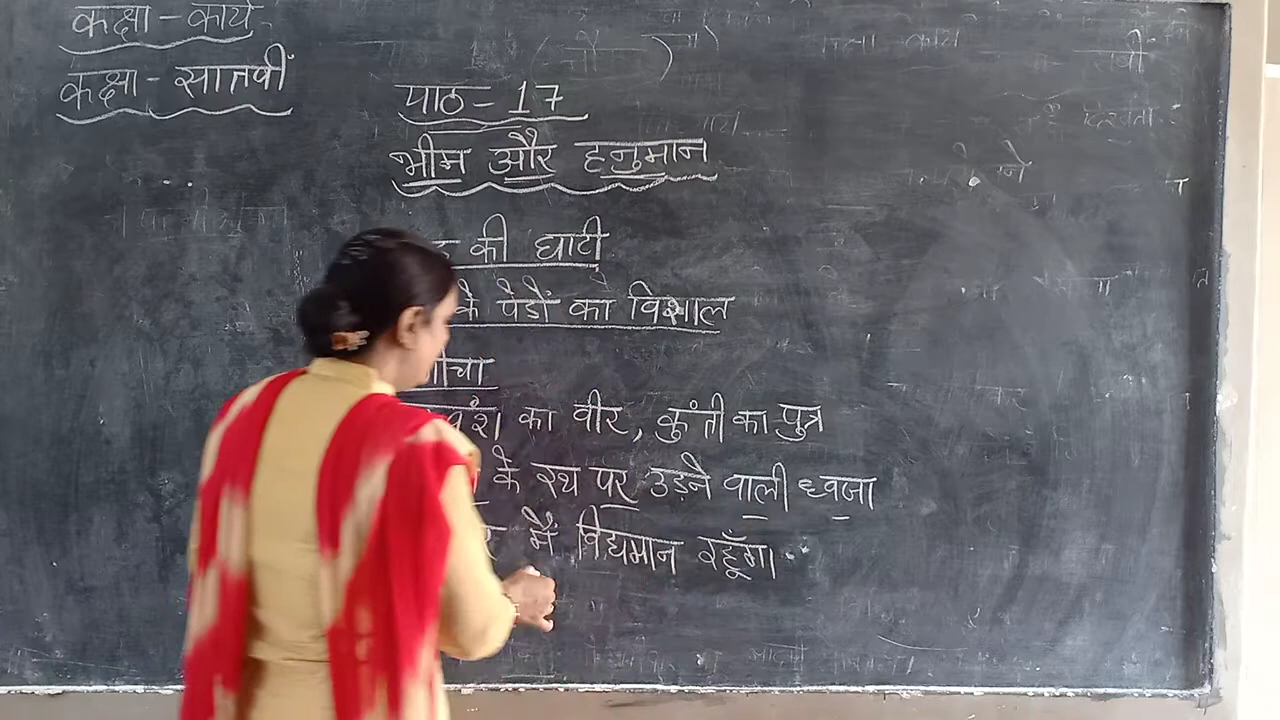 कक्षा - कार्य
कक्षा - सातवीं
पाठ - 17
भीम और हनुमान
की घाटी
के पेडों का विशाल
का वीर, कुंती का पुत्र
के रथ पर उड़ने वाली ध्वजा
मैं विद्यमान रहूँगा